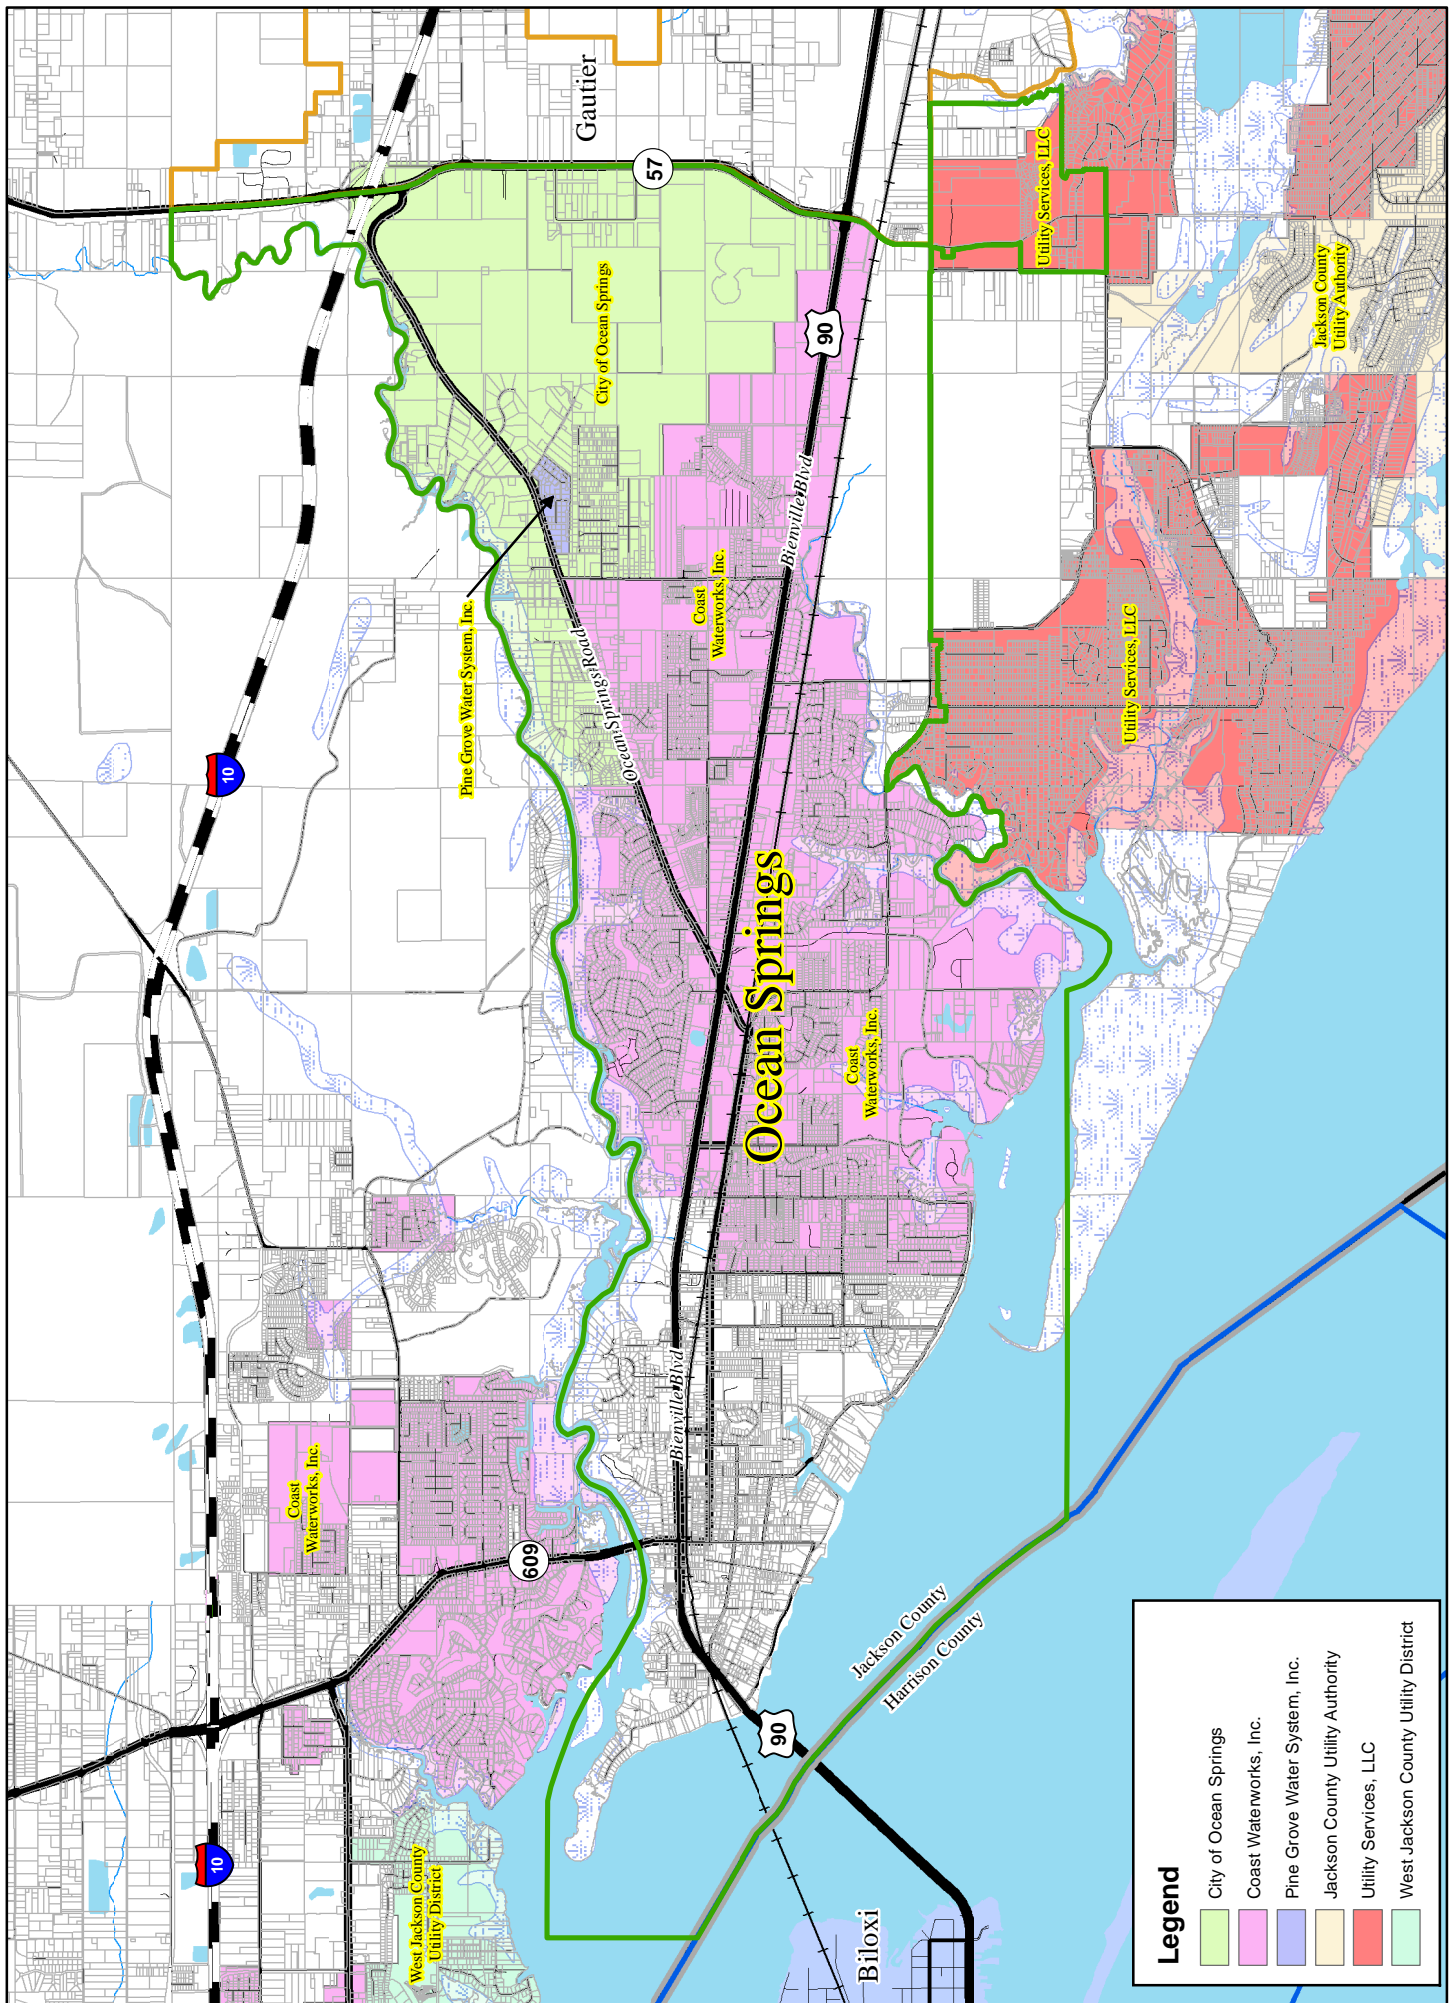 Gautier
57
City of Ocean Springs
Utility Services, LLC
Jackson County
Utility Authority
90
Bienville Blvd
Pine Grove Water System, Inc.
Coast
Waterworks, Inc.
Ocean Springs Road
10
Utility Services, LLC
Ocean Springs
Coast
Waterworks, Inc.
Bienville Blvd
Coast
Waterworks, Inc.
609
Jackson County
Harrison County
90
10
West Jackson County
Utility District
Biloxi
Legend
City of Ocean Springs
Coast Waterworks, Inc.
Pine Grove Water System, Inc.
Jackson County Utility Authority
Utility Services, LLC
West Jackson County Utility District